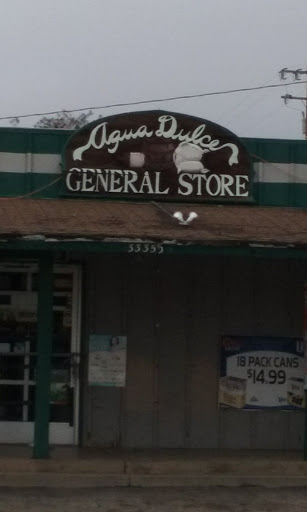 Agua Dulce
GENERAL STORE
33355
18 PACK CANS
$14.99